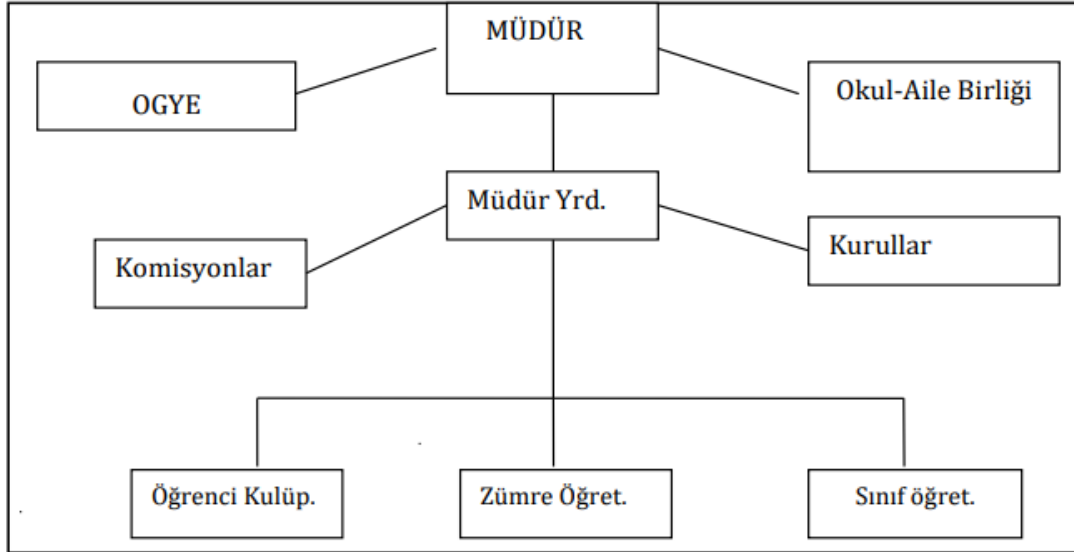 MÜDÜR
OGYE
Okul-Aile Birliği
Müdür Yrd.
Komisyonlar
Kurullar
Öğrenci Kulüp.
Zümre Öğret.
Sınıf öğret.